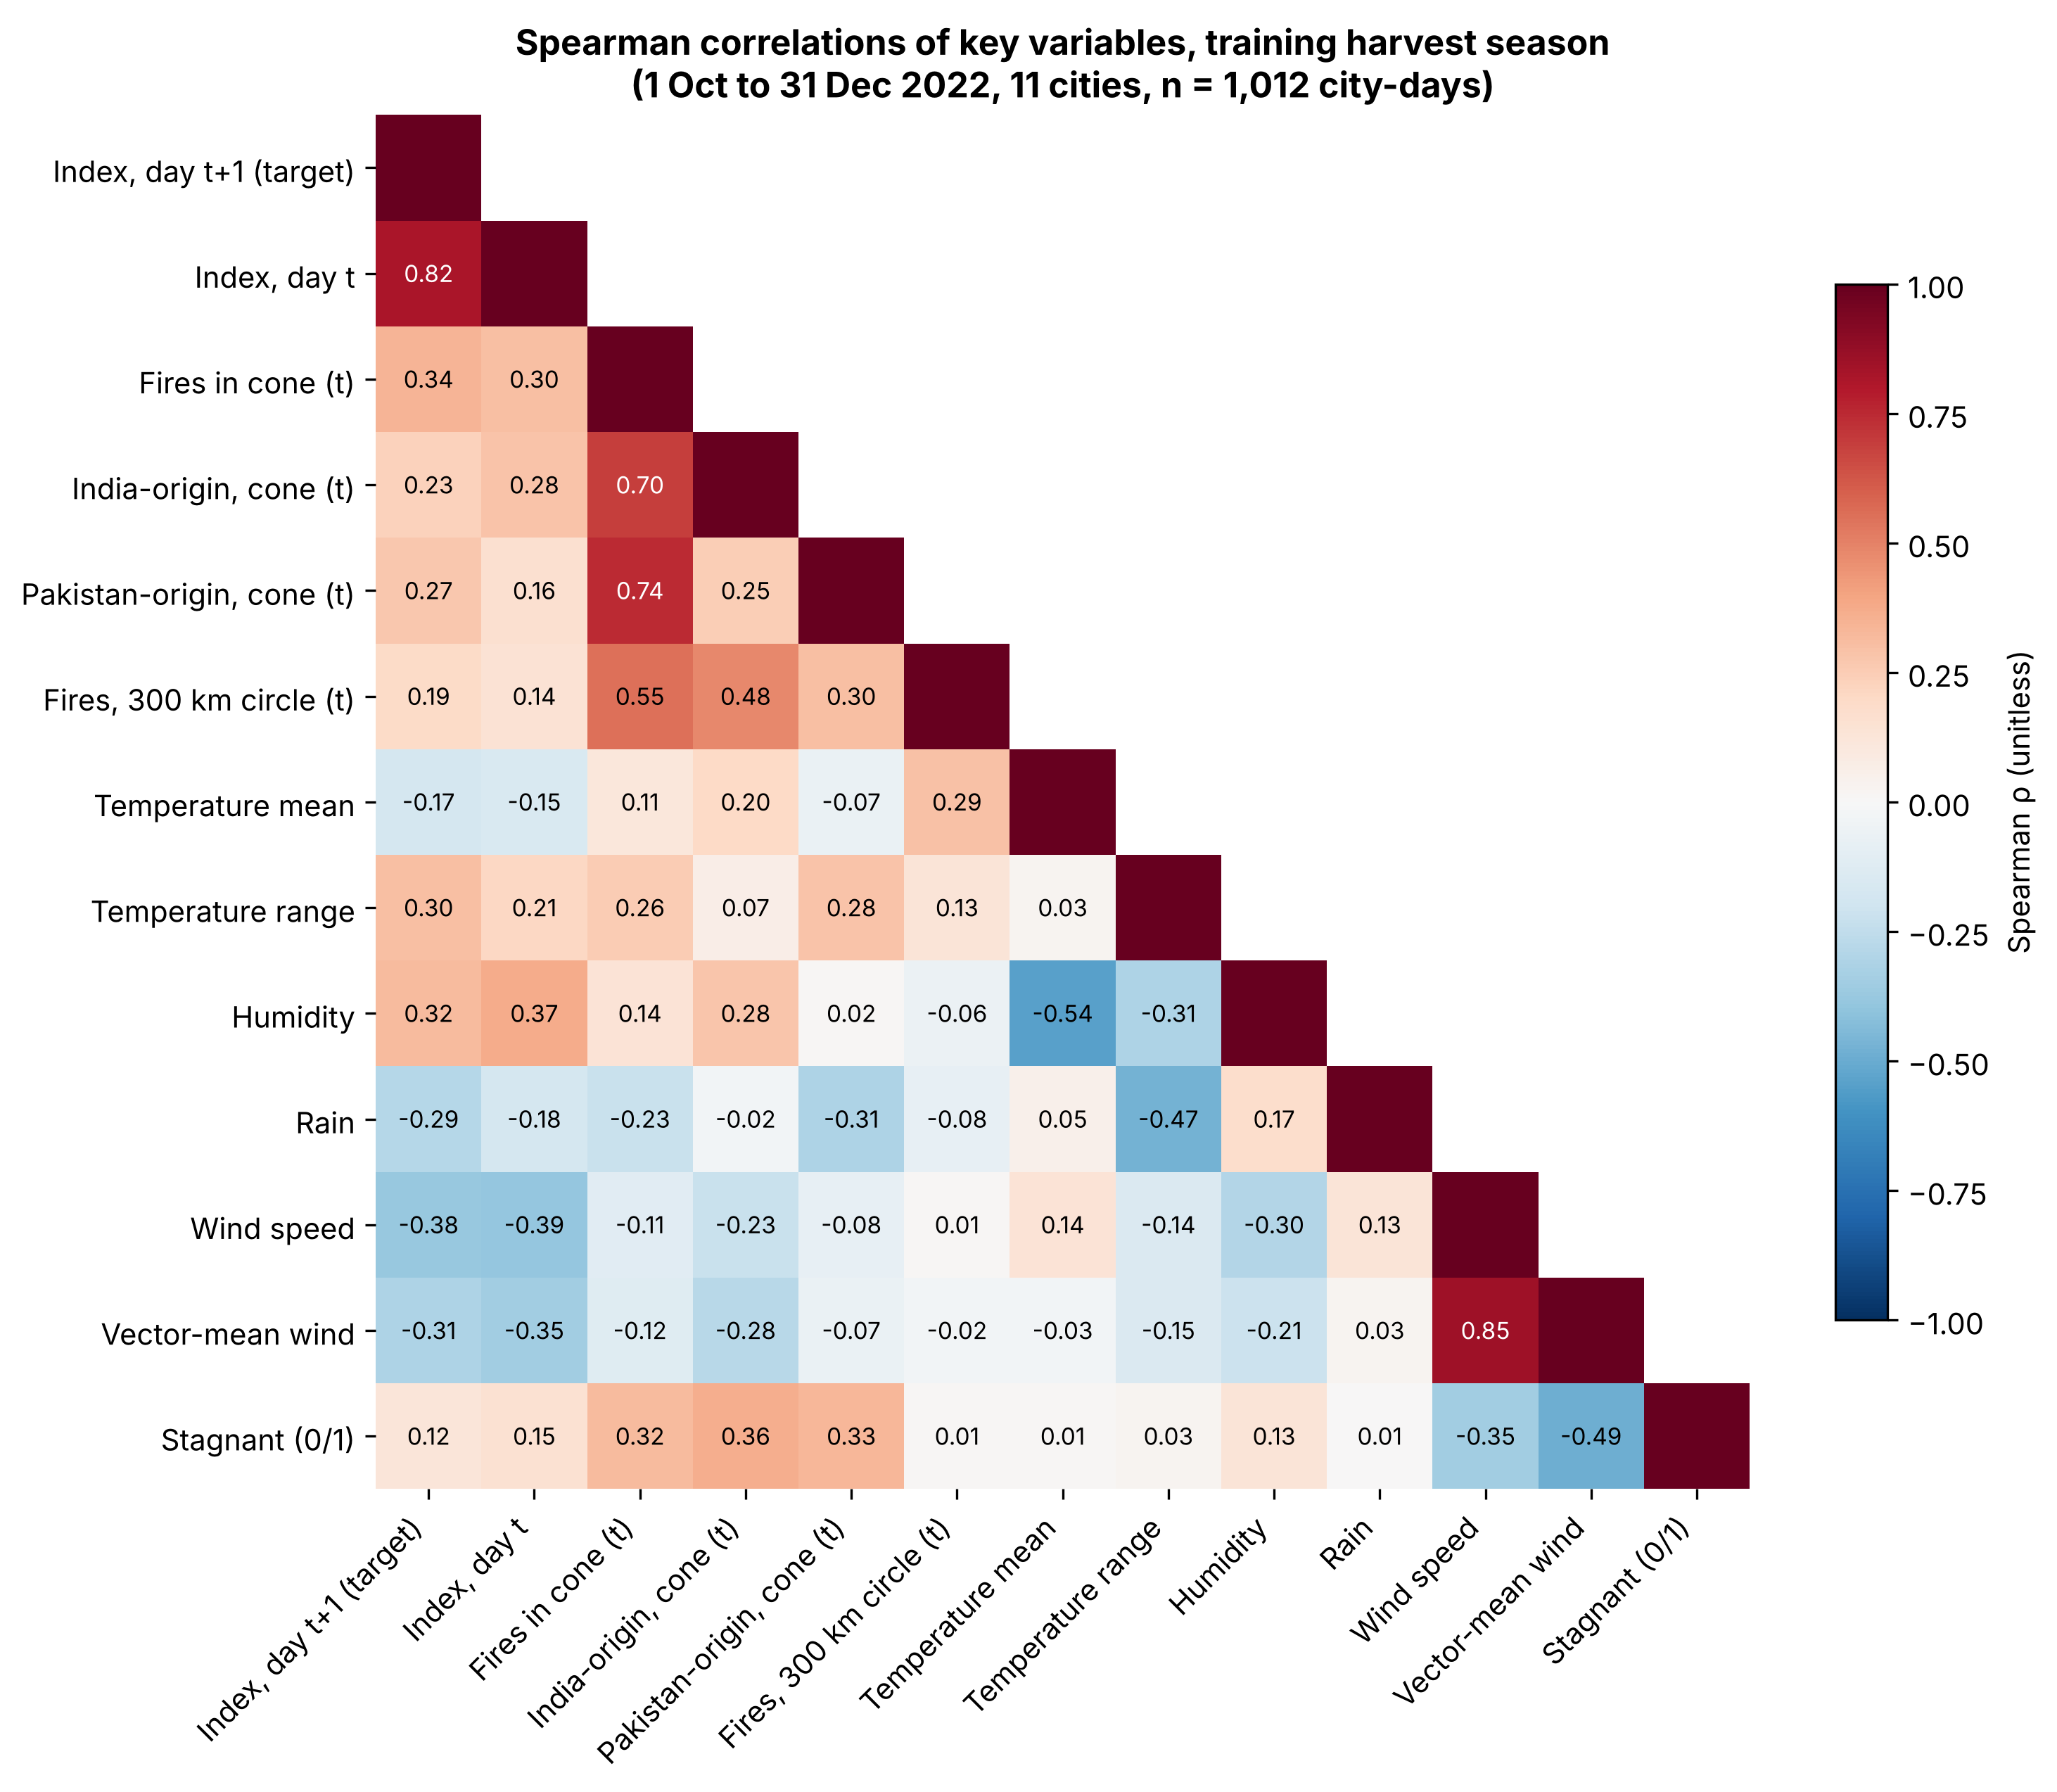 Spearman correlations of key variables, training harvest season
(1 Oct to 31 Dec 2022, 11 cities, n = 1,012 city-days)
Index, day t+1 (target)
Index, day t
0.82
Fires in cone (t)
0.34 0.30
India-origin, cone (t)
0.23 0.28 0.70
Pakistan-origin, cone (t)
0.27 0.16 0.74 0.25
Fires, 300 km circle (t)
0.19 0.14 0.55 0.48 0.30
Temperature mean
-0.17 -0.15 0.11 0.20 -0.07 0.29
Temperature range
0.30 0.21 0.26 0.07 0.28 0.13 0.03
Humidity
0.32 0.37 0.14 0.28 0.02 -0.06 -0.54 -0.31
Rain
-0.29 -0.18 -0.23 -0.02 -0.31 -0.08 0.05 -0.47 0.17
Wind speed
-0.38 -0.39 -0.11 -0.23 -0.08 0.01 0.14 -0.14 -0.30 0.13
Vector-mean wind
-0.31 -0.35 -0.12 -0.28 -0.07 -0.02 -0.03 -0.15 -0.21 0.03 0.85
Stagnant (0/1)
0.12 0.15 0.32 0.36 0.33 0.01 0.01 0.03 0.13 0.01 -0.35 -0.49
Index, day t+1 (target)
Index, day t
Fires in cone (t)
India-origin, cone (t)
Pakistan-origin, cone (t)
Fires, 300 km circle (t)
Temperature mean
Temperature range
Humidity
Rain
Wind speed
Vector-mean wind
Stagnant (0/1)
1.00
0.75
0.50
0.25
0.00
−0.25
−0.50
−0.75
−1.00
Spearman ρ (unitless)